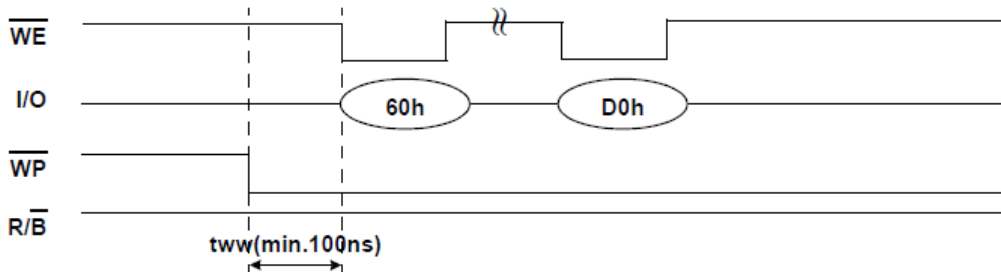 WE
I/O 60h D0h
WP
R/B
tww(min.100ns)